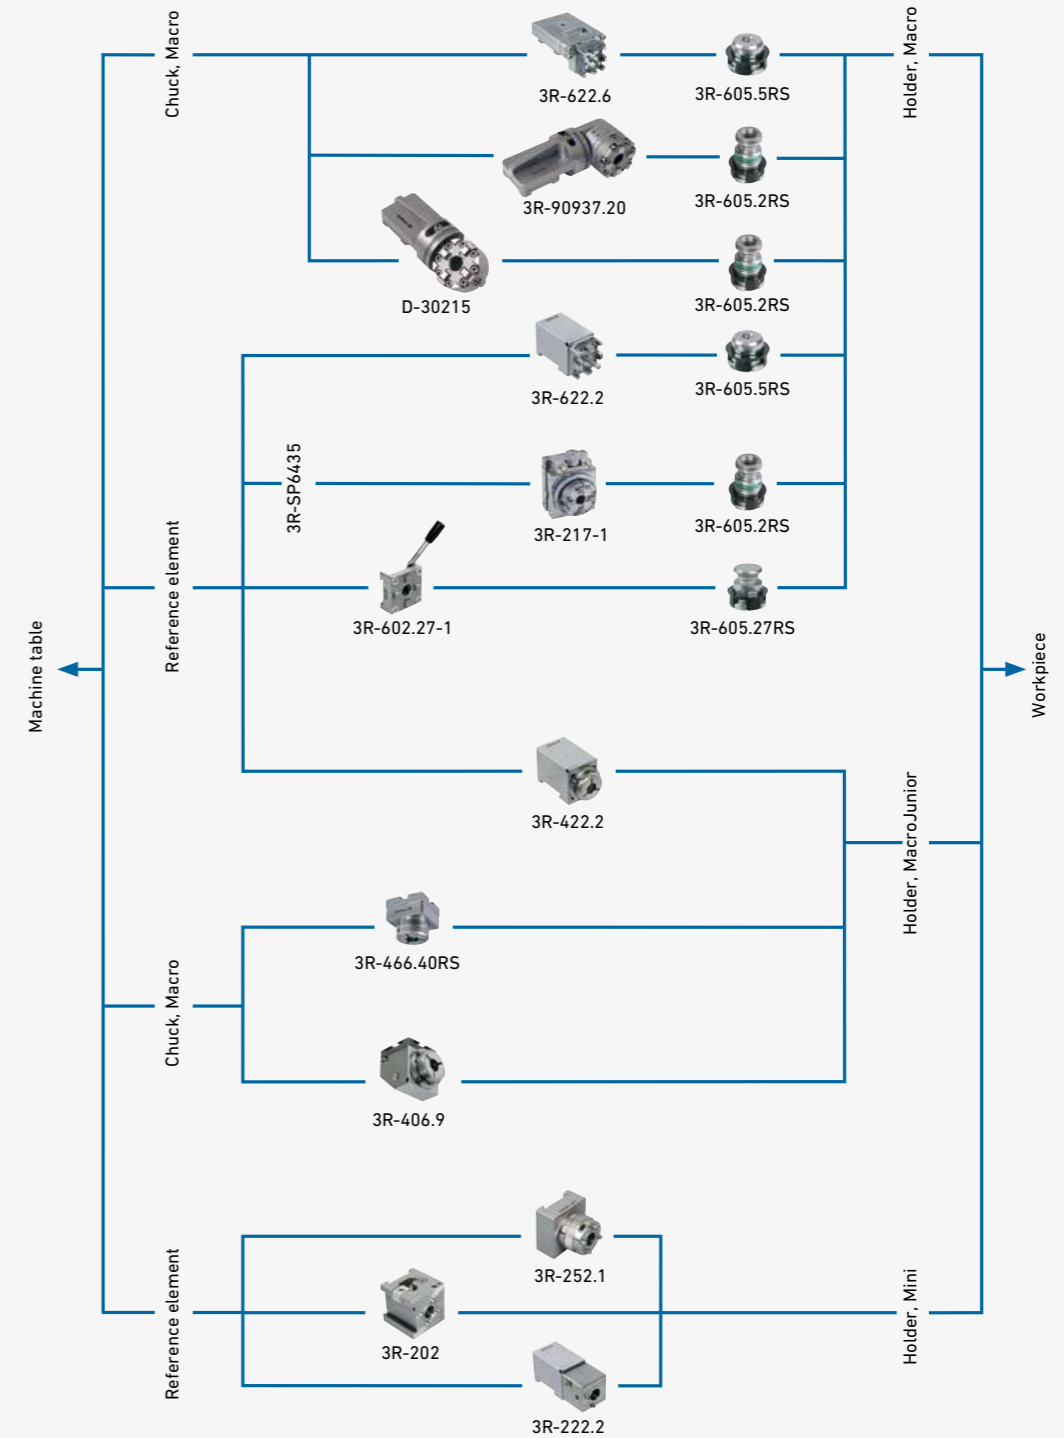 Chuck, Macro
Holder, Macro
3R-622.6
3R-605.5RS
3R-90937.20
3R-605.2RS
D-30215
3R-605.2RS
3R-622.2
3R-605.5RS
3R-SP6435
3R-217-1
3R-605.2RS
Reference element
3R-602.27-1
3R-605.27RS
Machine table
Workpiece
3R-422.2
Holder, MacroJunior
3R-466.40RS
Chuck, Macro
3R-406.9
3R-252.1
Reference element
3R-202
Holder, Mini
3R-222.2